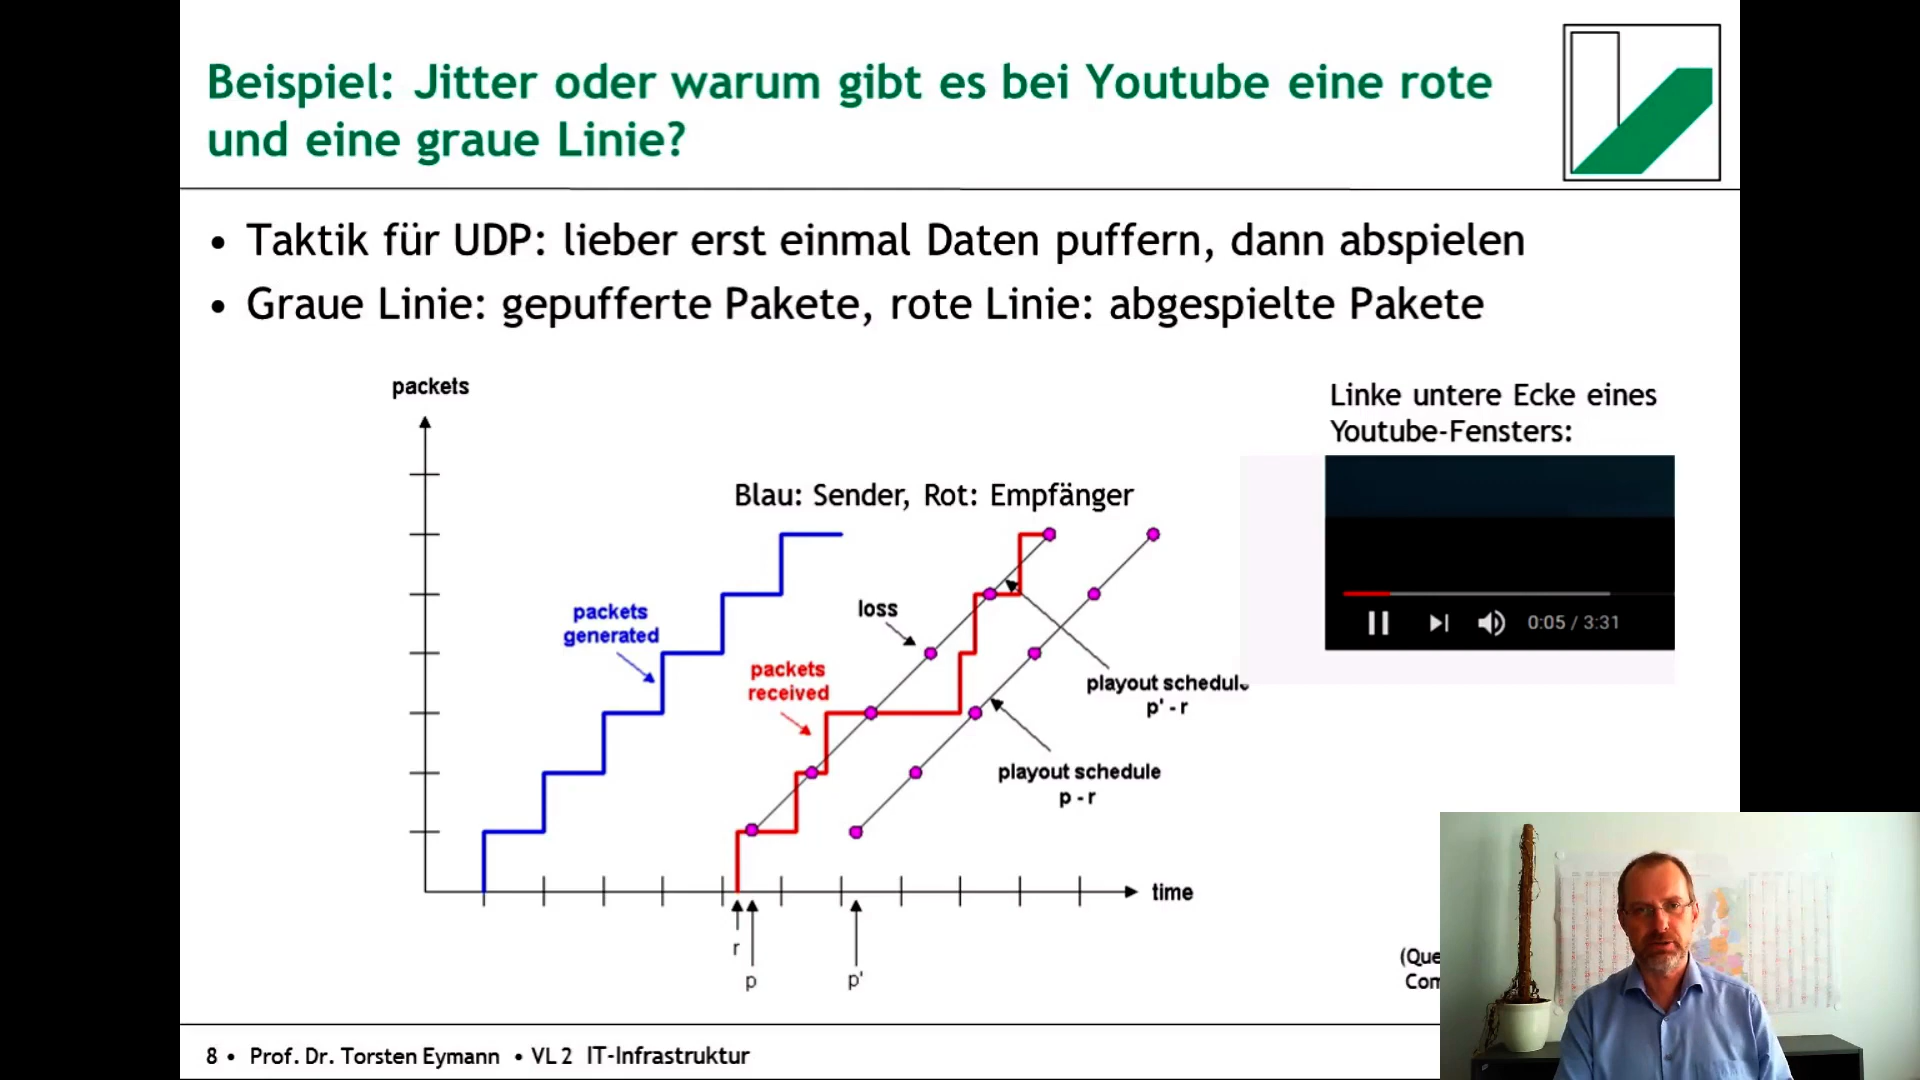 Beispiel: Jitter oder warum gibt es bei Youtube eine rote
und eine graue Linie?
• Taktik für UDP: lieber erst einmal Daten puffern, dann abspielen
• Graue Linie: gepufferte Pakete, rote Linie: abgespielte Pakete
packets
Linke untere Ecke eines
Youtube-Fensters:
Blau: Sender, Rot: Empfänger
packets
generated
loss
0:05 / 3:31
packets
received
playout schedule
p' - r
playout schedule
p - r
time
r
p
p'
(Que
Com
8 • Prof. Dr. Torsten Eymann • VL 2 IT-Infrastruktur